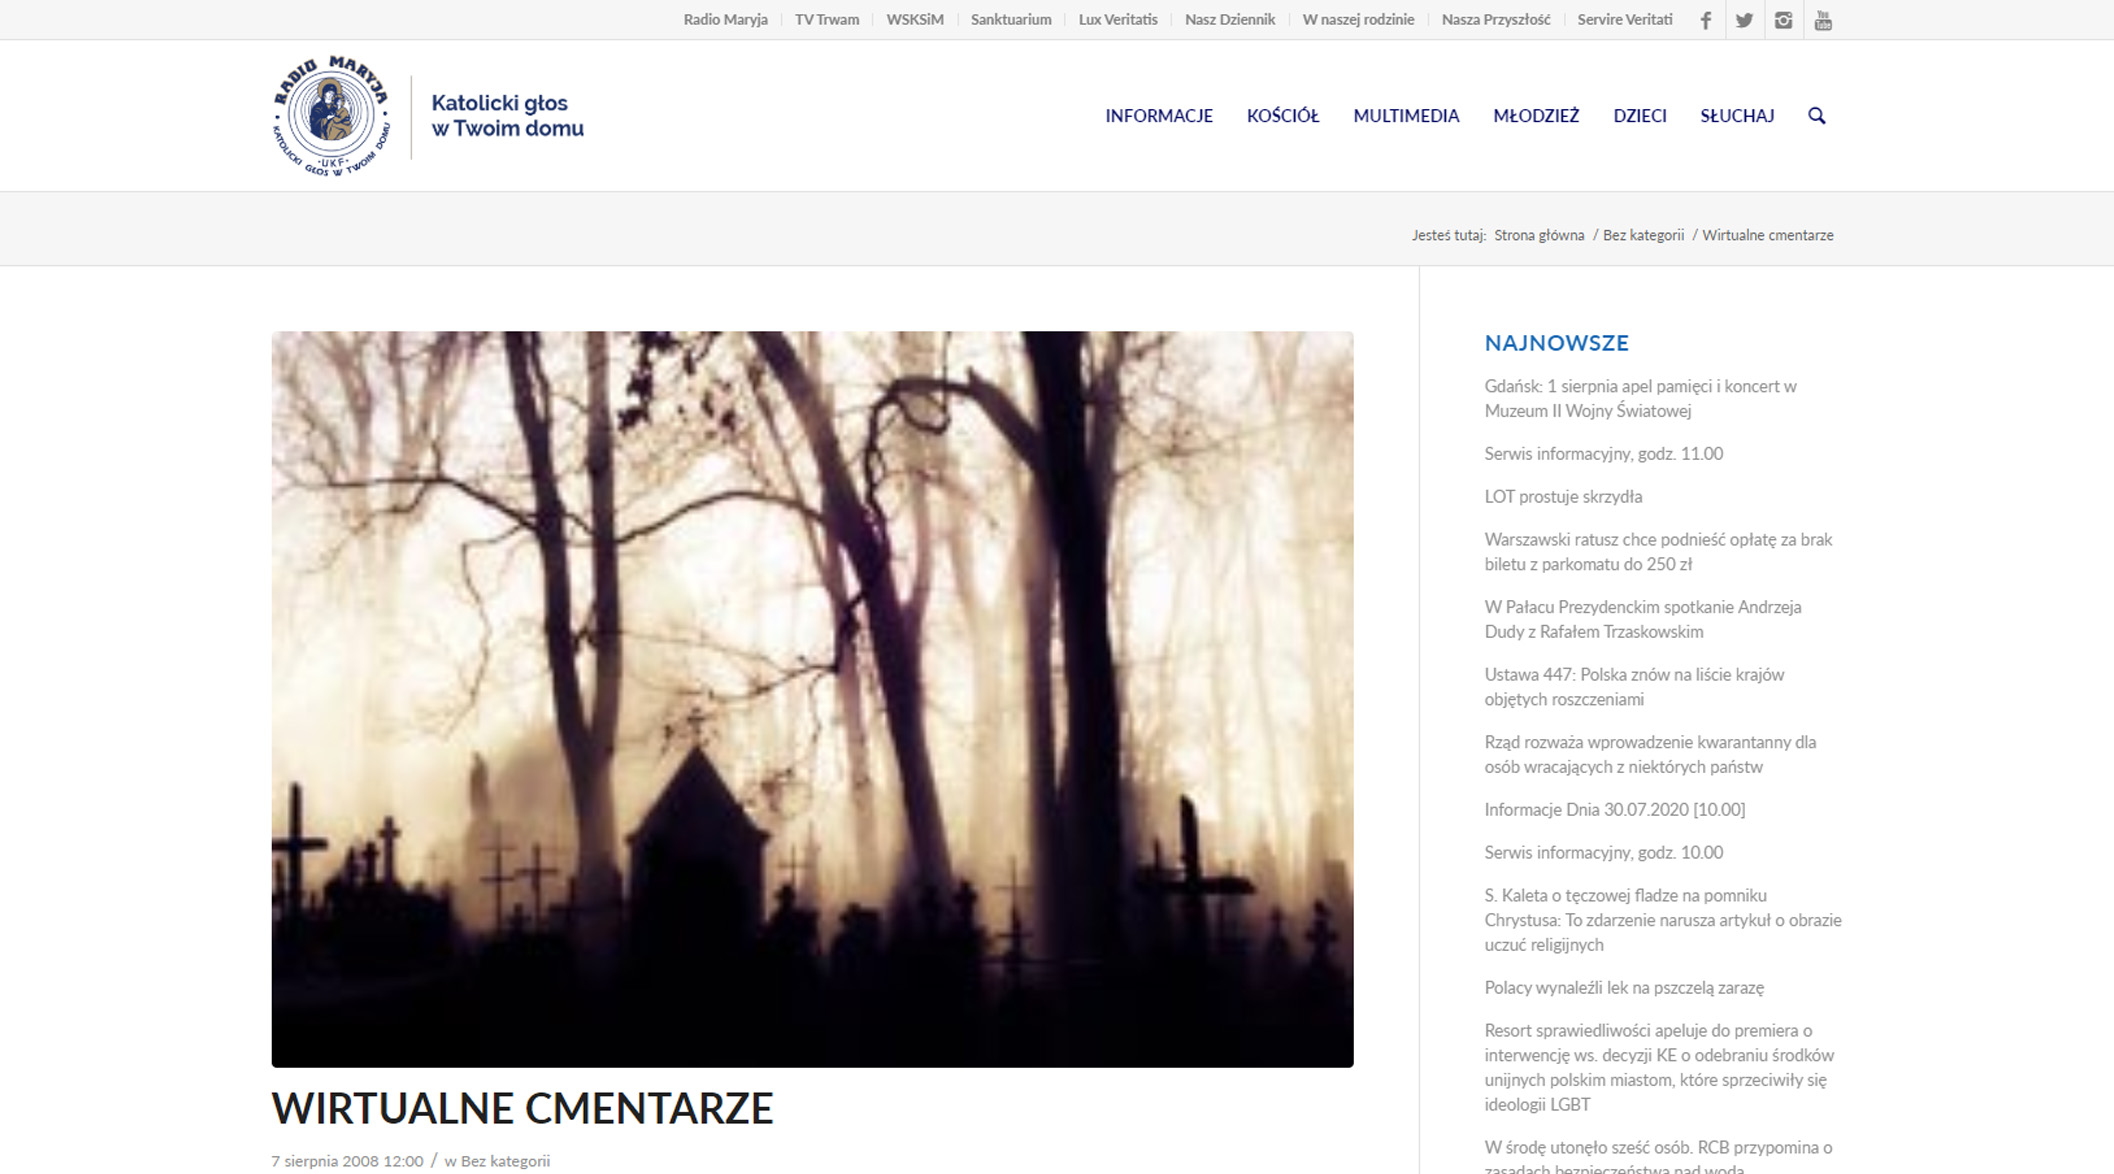 Radio Maryja
TV Trwam
WSKSiM
Sanktuarium
Lux Veritatis
Nasz Dziennik
W naszej rodzinie
Nasza Przyszłość
Servire Veritati
You
Tube
RADIO MARYJA
KATOLICKI GŁOS W TWOIM DOMU
UKF
Katolicki głos
w Twoim domu
INFORMACJE
KOŚCIÓŁ
MULTIMEDIA
MŁODZIEŻ
DZIECI
SŁUCHAJ
Jesteś tutaj: Strona główna / Bez kategorii / Wirtualne cmentarze
WIRTUALNE CMENTARZE
7 sierpnia 2008 12:00 / w Bez kategorii
NAJNOWSZE
Gdańsk: 1 sierpnia apel pamięci i koncert w
Muzeum II Wojny Światowej
Serwis informacyjny, godz. 11.00
LOT prostuje skrzydła
Warszawski ratusz chce podnieść opłatę za brak
biletu z parkomatu do 250 zł
W Pałacu Prezydenckim spotkanie Andrzeja
Dudy z Rafałem Trzaskowskim
Ustawa 447: Polska znów na liście krajów
objętych roszczeniami
Rząd rozważa wprowadzenie kwarantanny dla
osób wracających z niektórych państw
Informacje Dnia 30.07.2020 [10.00]
Serwis informacyjny, godz. 10.00
S. Kaleta o tęczowej fladze na pomniku
Chrystusa: To zdarzenie narusza artykuł o obrazie
uczuć religijnych
Polacy wynaleźli lek na pszczelą zarazę
Resort sprawiedliwości apeluje do premiera o
interwencję ws. decyzji KE o odebraniu środków
unijnych polskim miastom, które sprzeciwiły się
ideologii LGBT
W środę utonęło sześć osób. RCB przypomina o
zasadach bezpieczeństwa nad wodą